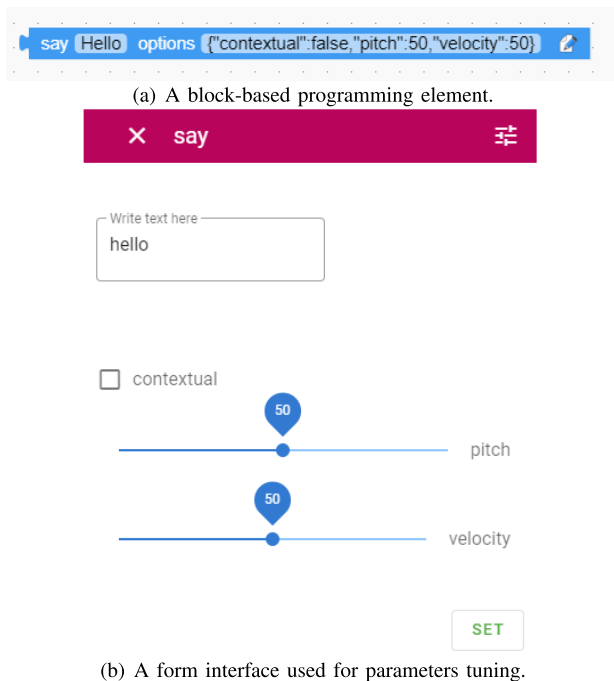 say Hello options {"contextual":false,"pitch":50,"velocity":50}
(a) A block-based programming element.
say
Write text here
hello
contextual
50
pitch
50
velocity
SET
(b) A form interface used for parameters tuning.